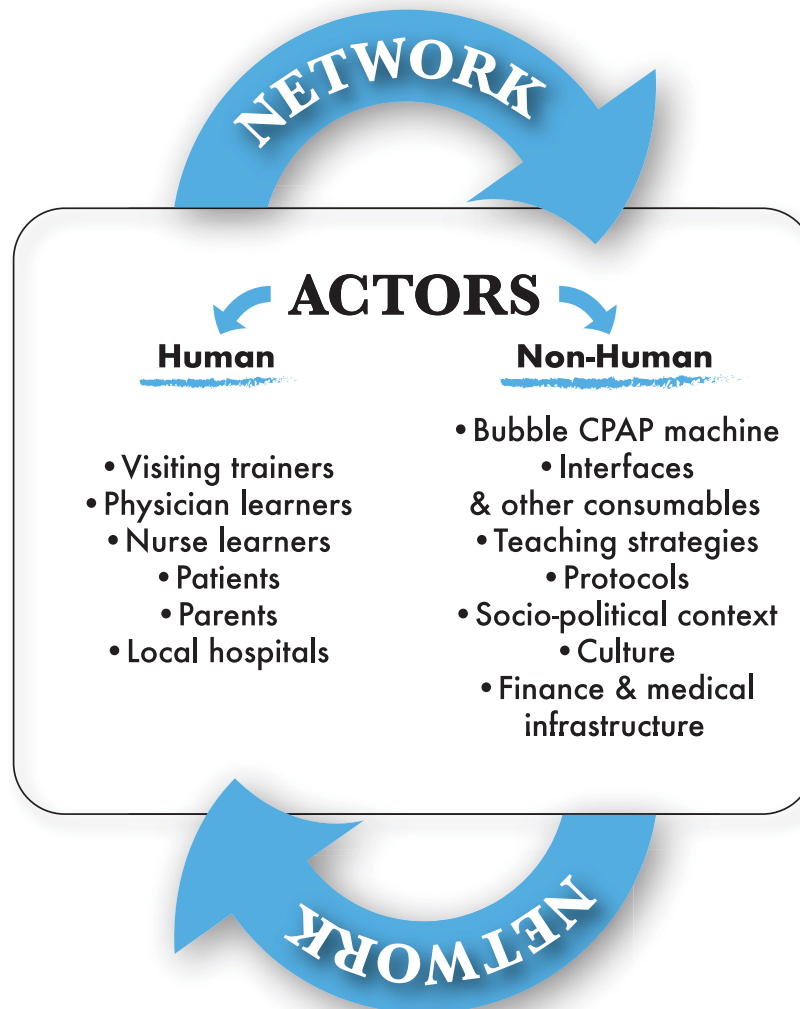 NETWORK
ACTORS
Human
• Visiting trainers
• Physician learners
• Nurse learners
• Patients
• Parents
• Local hospitals
Non-Human
• Bubble CPAP machine
• Interfaces
& other consumables
• Teaching strategies
• Protocols
• Socio-political context
• Culture
• Finance & medical
infrastructure
NETWORK